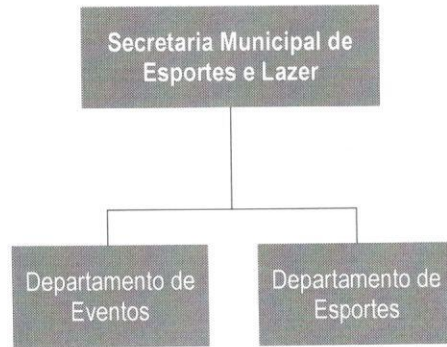 Secretaria Municipal de
Esportes e Lazer
Departamento de
Eventos
Departamento de
Esportes